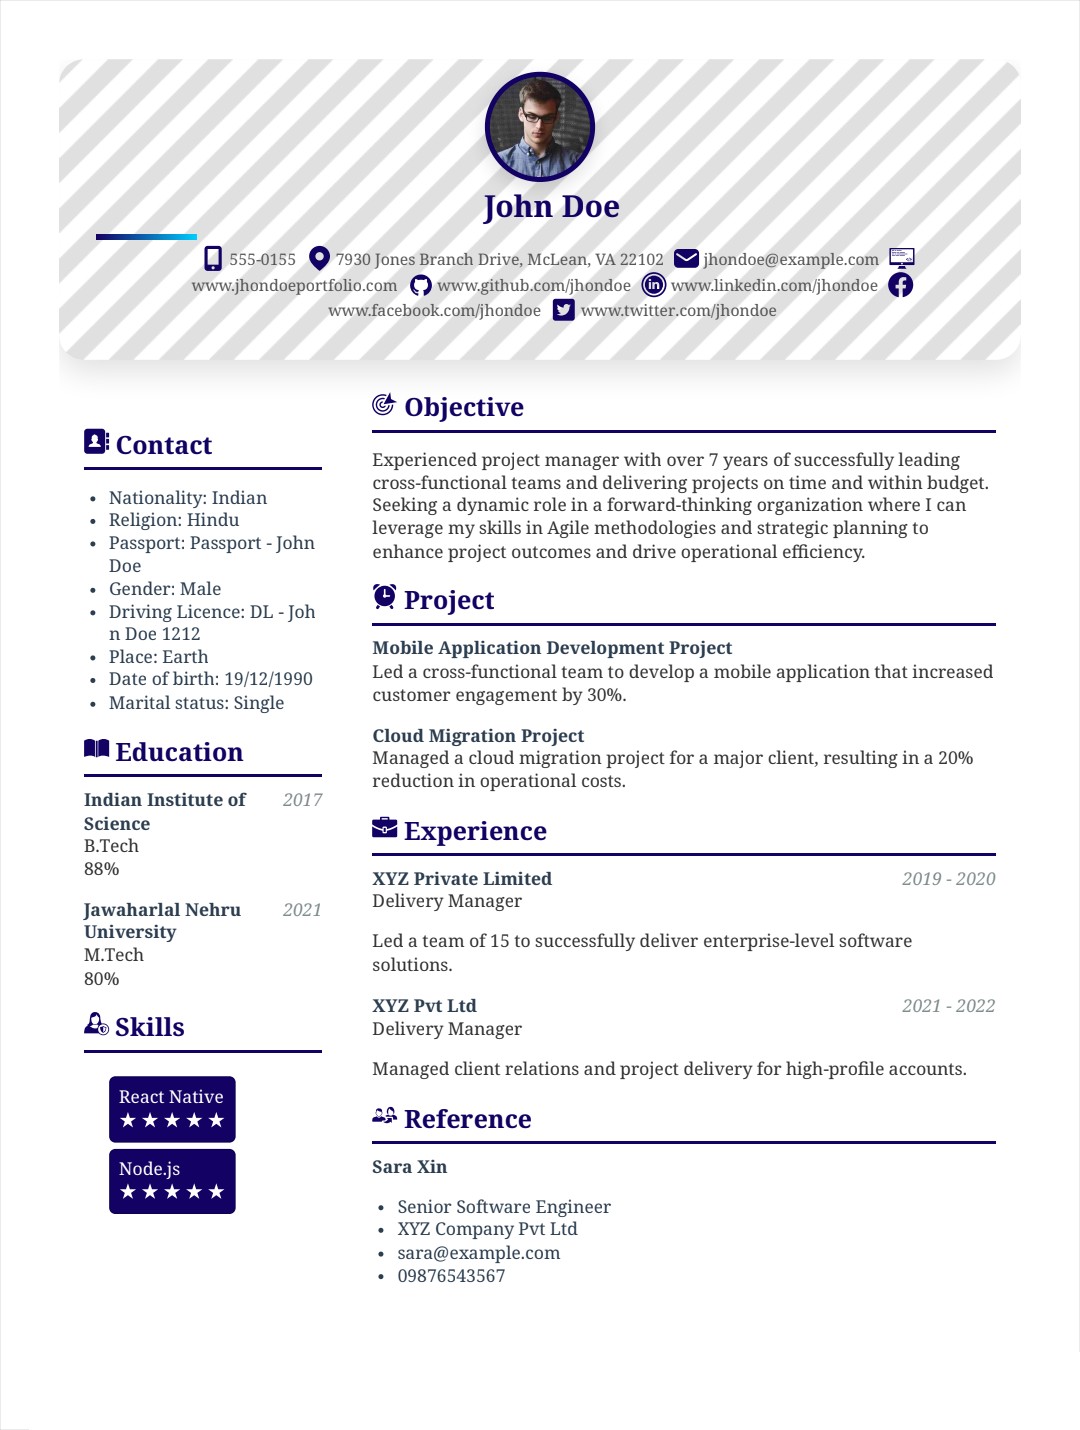 John Doe
555-0155 7930 Jones Branch Drive, McLean, VA 22102 jhondoe@example.com
www.jhondoeportfolio.com www.github.com/jhondoe www.linkedin.com/jhondoe
www.facebook.com/jhondoe www.twitter.com/jhondoe
Contact
Nationality: Indian
Religion: Hindu
Passport: Passport - John
Doe
Gender: Male
Driving Licence: DL - Joh
n Doe 1212
Place: Earth
Date of birth: 19/12/1990
Marital status: Single
Education
Indian Institute of 2017
Science
B.Tech
88%
Jawaharlal Nehru 2021
University
M.Tech
80%
Skills
React Native
★ ★ ★ ★ ★
Node.js
★ ★ ★ ★ ★
Objective
Experienced project manager with over 7 years of successfully leading
cross-functional teams and delivering projects on time and within budget.
Seeking a dynamic role in a forward-thinking organization where I can
leverage my skills in Agile methodologies and strategic planning to
enhance project outcomes and drive operational efficiency.
Project
Mobile Application Development Project
Led a cross-functional team to develop a mobile application that increased
customer engagement by 30%.
Cloud Migration Project
Managed a cloud migration project for a major client, resulting in a 20%
reduction in operational costs.
Experience
XYZ Private Limited 2019 - 2020
Delivery Manager
Led a team of 15 to successfully deliver enterprise-level software
solutions.
XYZ Pvt Ltd 2021 - 2022
Delivery Manager
Managed client relations and project delivery for high-profile accounts.
Reference
Sara Xin
Senior Software Engineer
XYZ Company Pvt Ltd
sara@example.com
09876543567